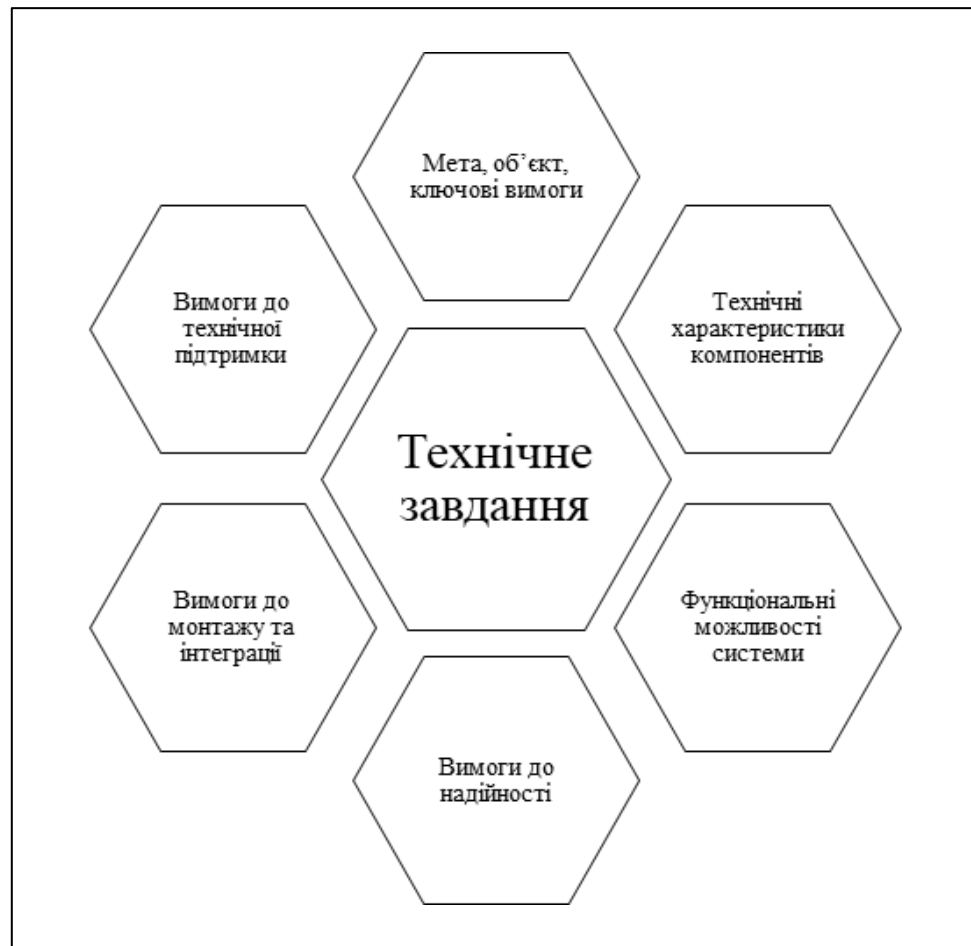 Мета, об’єкт,
ключові вимоги
Вимоги до
технічної
підтримки
Технічні
характеристики
компонентів
Технічне
завдання
Вимоги до
монтажу та
інтеграції
Функціональні
можливості
системи
Вимоги до
надійності